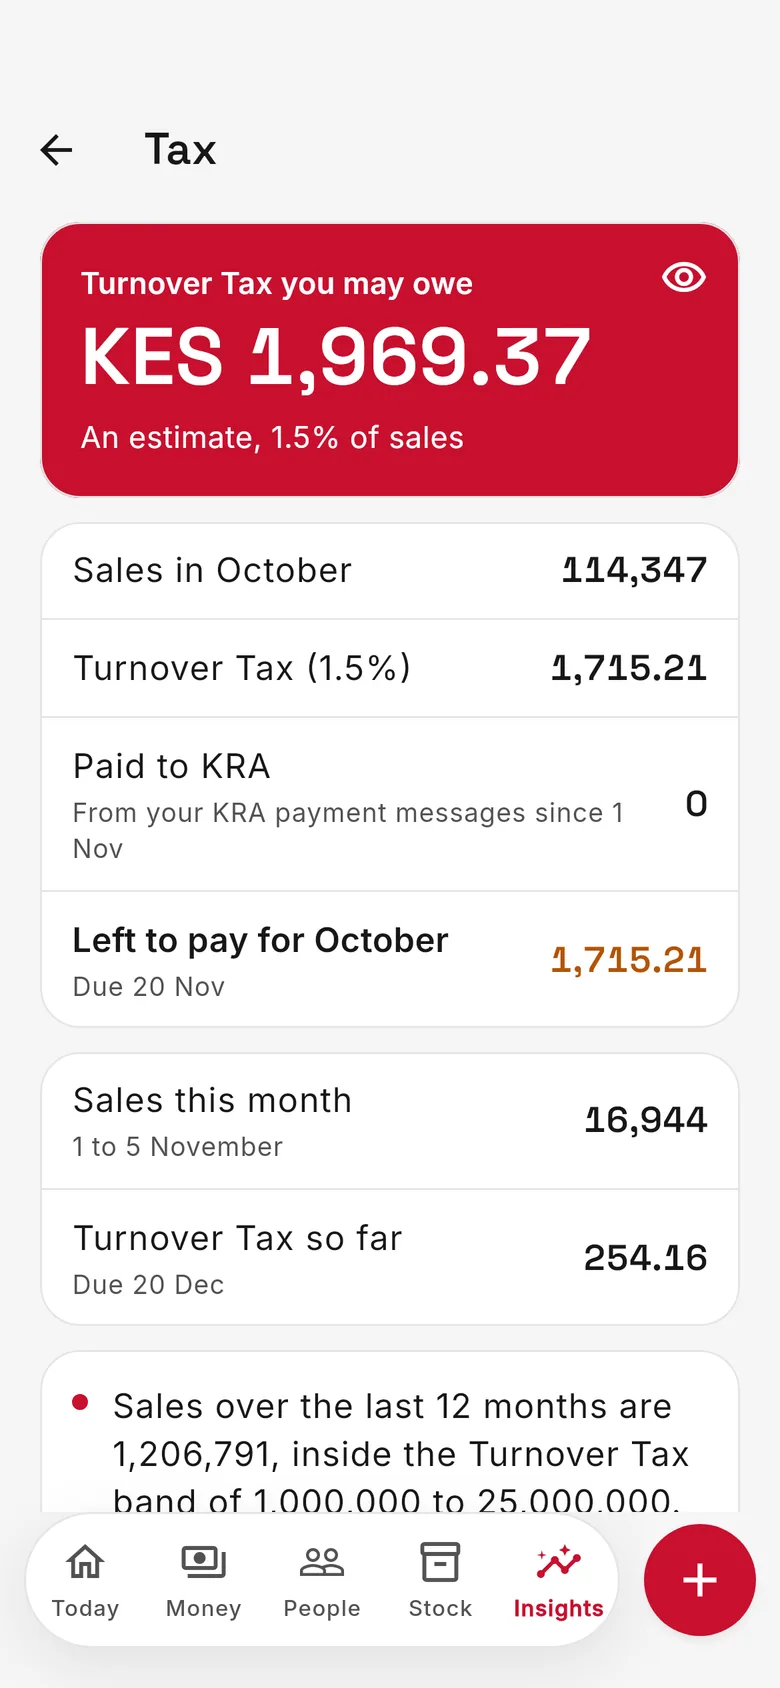 Tax
Turnover Tax you may owe
KES 1,969.37
An estimate, 1.5% of sales
Sales in October
114,347
Turnover Tax (1.5%)
1,715.21
Paid to KRA
From your KRA payment messages since 1
Nov
0
Left to pay for October
Due 20 Nov
1,715.21
Sales this month
1 to 5 November
16,944
Turnover Tax so far
Due 20 Dec
254.16
Sales over the last 12 months are
1,206,791, inside the Turnover Tax
band of 1,000,000 to 25,000,000.
Today
Money
People
Stock
Insights